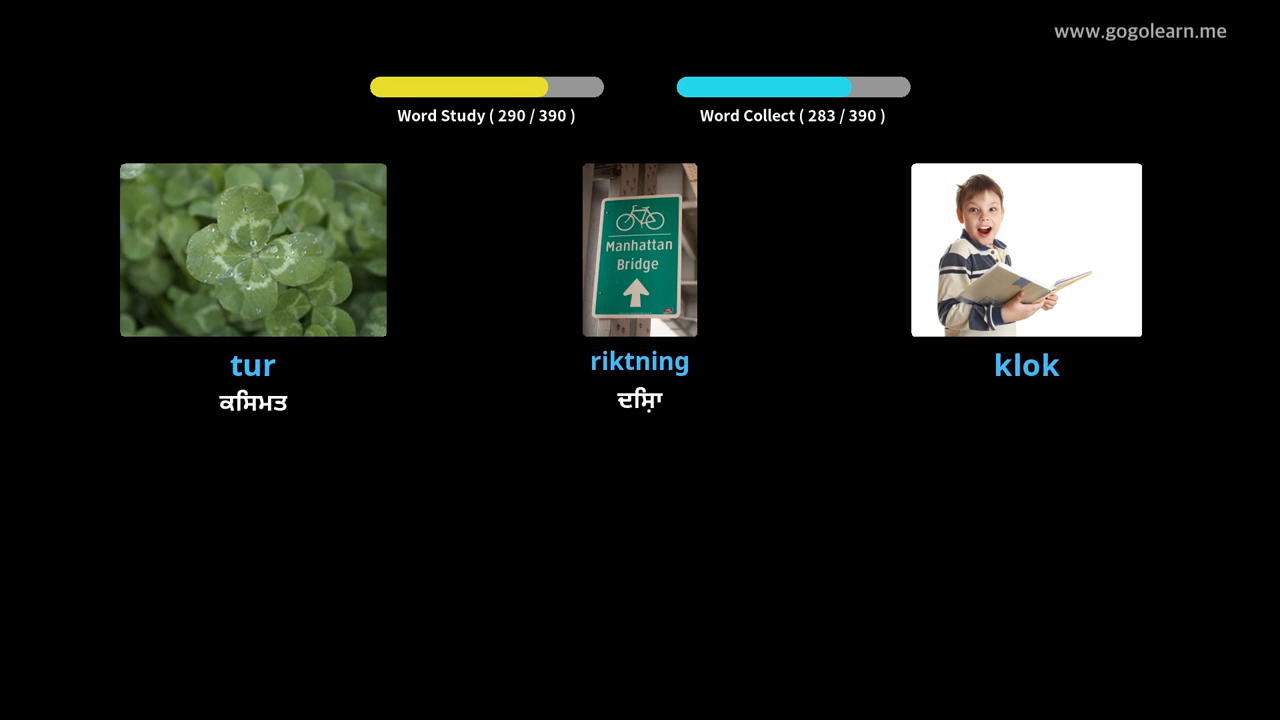 www.gogolearn.me
Word Study ( 290 / 390 )
Word Collect ( 283 / 390 )
Manhattan
Bridge
tur
riktning
klok
ਕਿਸਮਤ
ਦਿਸ਼ਾ